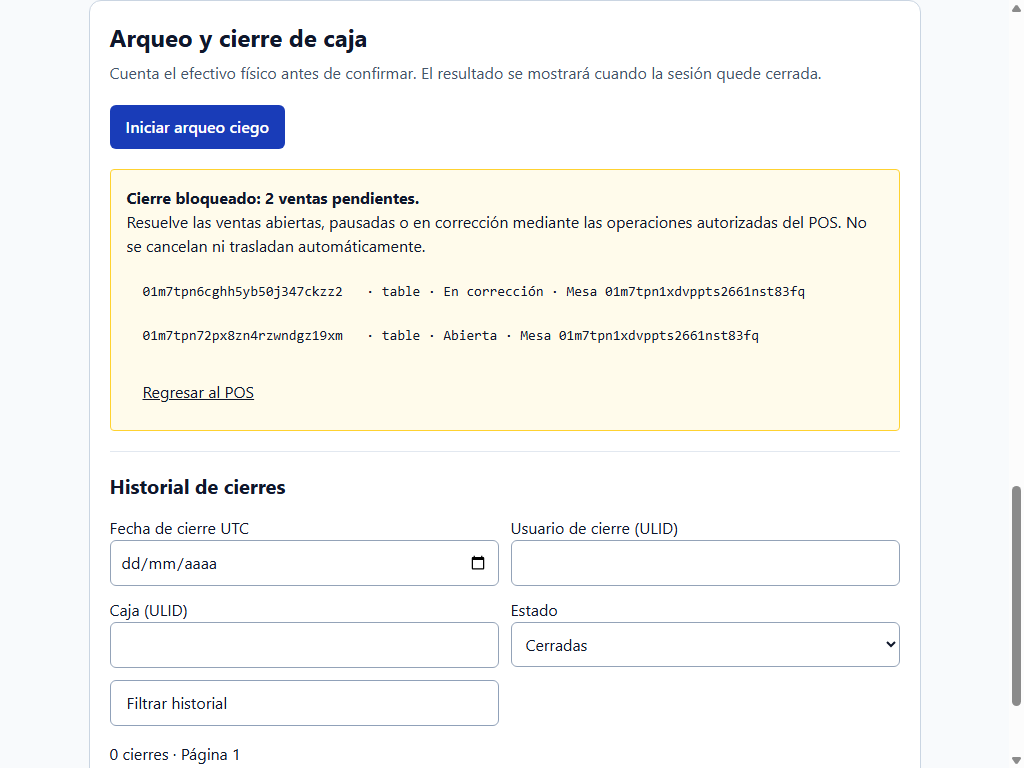 Arqueo y cierre de caja
Cuenta el efectivo físico antes de confirmar. El resultado se mostrará cuando la sesión quede cerrada.
Iniciar arqueo ciego
Cierre bloqueado: 2 ventas pendientes.
Resuelve las ventas abiertas, pausadas o en corrección mediante las operaciones autorizadas del POS. No
se cancelan ni trasladan automáticamente.
01m7tpn6cghh5yb50j347ckzz2 · table · En corrección · Mesa 01m7tpn1xdvppts2661nst83fq
01m7tpn72px8zn4rzwndgz19xm · table · Abierta · Mesa 01m7tpn1xdvppts2661nst83fq
Regresar al POS
Historial de cierres
Fecha de cierre UTC
Usuario de cierre (ULID)
dd/mm/aaaa
Caja (ULID)
Estado
Cerradas
Filtrar historial
0 cierres · Página 1